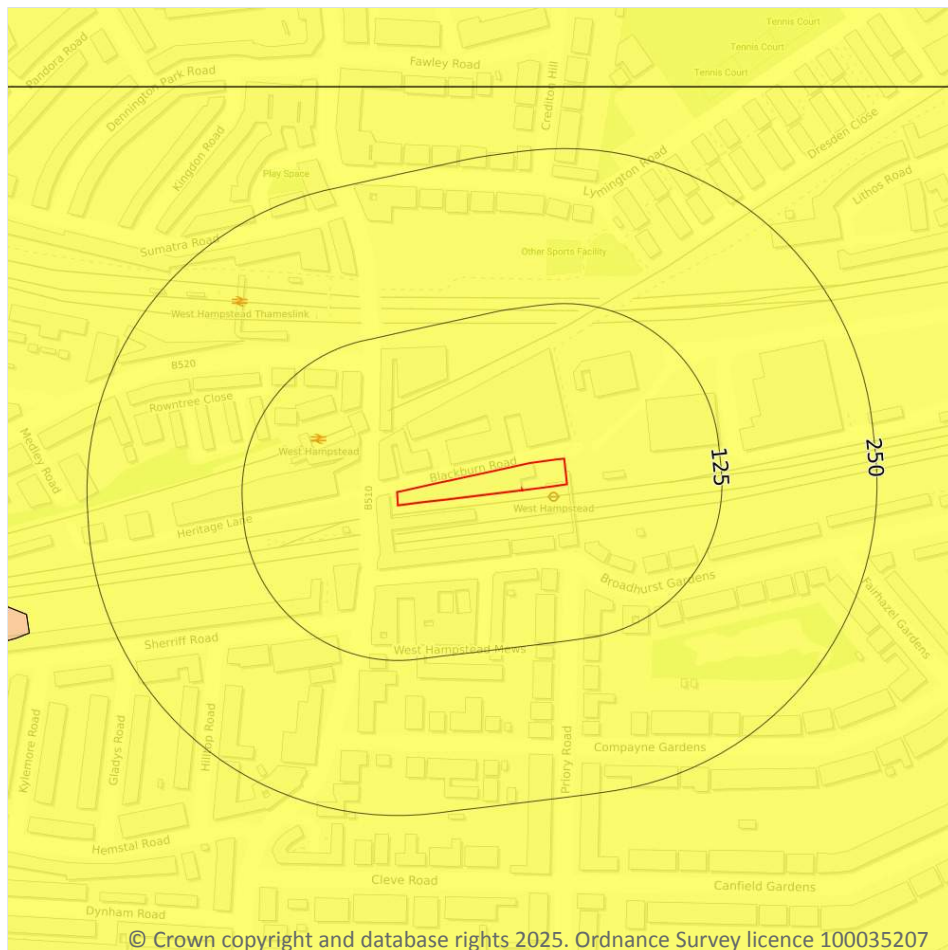 Tennis Court
Pandora Road
Fawley Road
Tennis Court
Dennington Park Road
Tennis Court
Crediton Hill
Dresden Close
Kingdon Road
Play Space
Lymington Road
Lithos Road
Sumatra Road
Other Sports Facility
West Hampstead Thameslink
B520
Rowntree Close
Medley Road
West Hampstead
Blackburn Road
125
250
B510
West Hampstead
Heritage Lane
Broadhurst Gardens
Fairhazel Gardens
Sherriff Road
West Hampstead Mews
Kylemore Road
Gladys Road
Hilltop Road
Priory Road
Compayne Gardens
Hemstal Road
Cleve Road
Canfield Gardens
Dynham Road
© Crown copyright and database rights 2025. Ordnance Survey licence 100035207